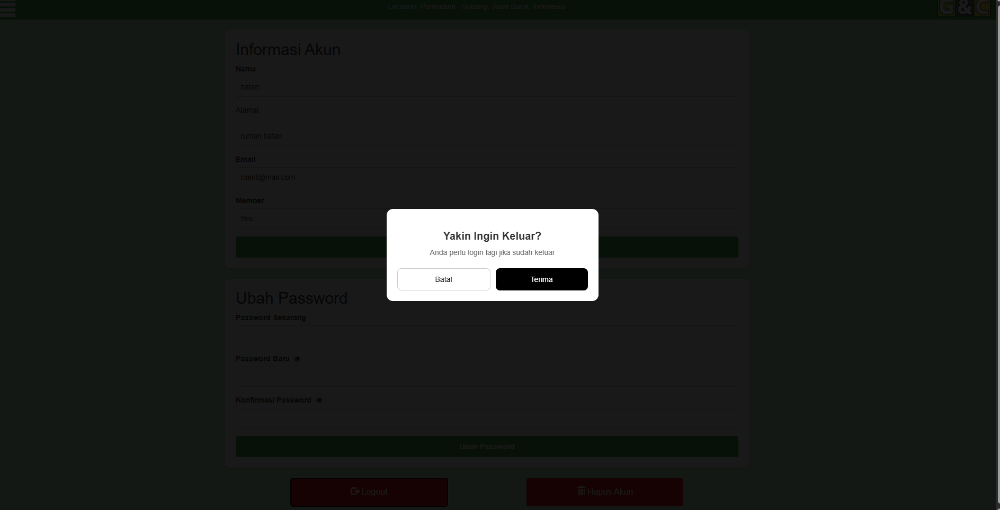 Location: Purwadadi - Subang, Jawa Barat, Indonesia
G&C
Informasi Akun
Nama
batan
Alamat
rumah batan
Email
client@mail.com
Member
Yes
Yakin Ingin Keluar?
Anda perlu login lagi jika sudah keluar
Batal
Terima
Ubah Password
Password Sekarang
Password Baru
Konfirmasi Password
Ubah Password
Logout
Hapus Akun